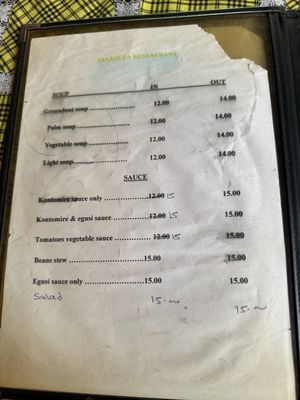 ASAASE PA RESTAURANT
SOUP IN OUT
Groundnut soup ..................... 12.00 14.00
Palm soup ..................... 12.00 14.00
Vegetable soup ................. 12.00 14.00
Light soup......................... 12.00 14.00
SAUCE
Kontomire sauce only ...............12.00 15 15.00
Kontomire & egusi sauce ............12.00 15 15.00
Tomatoes vegetable sauce ..............12.00 15 15.00
Beans stew ................................15.00 15.00
Egusi sauce only .......................15.00 15.00
Salad 15.00 15.00